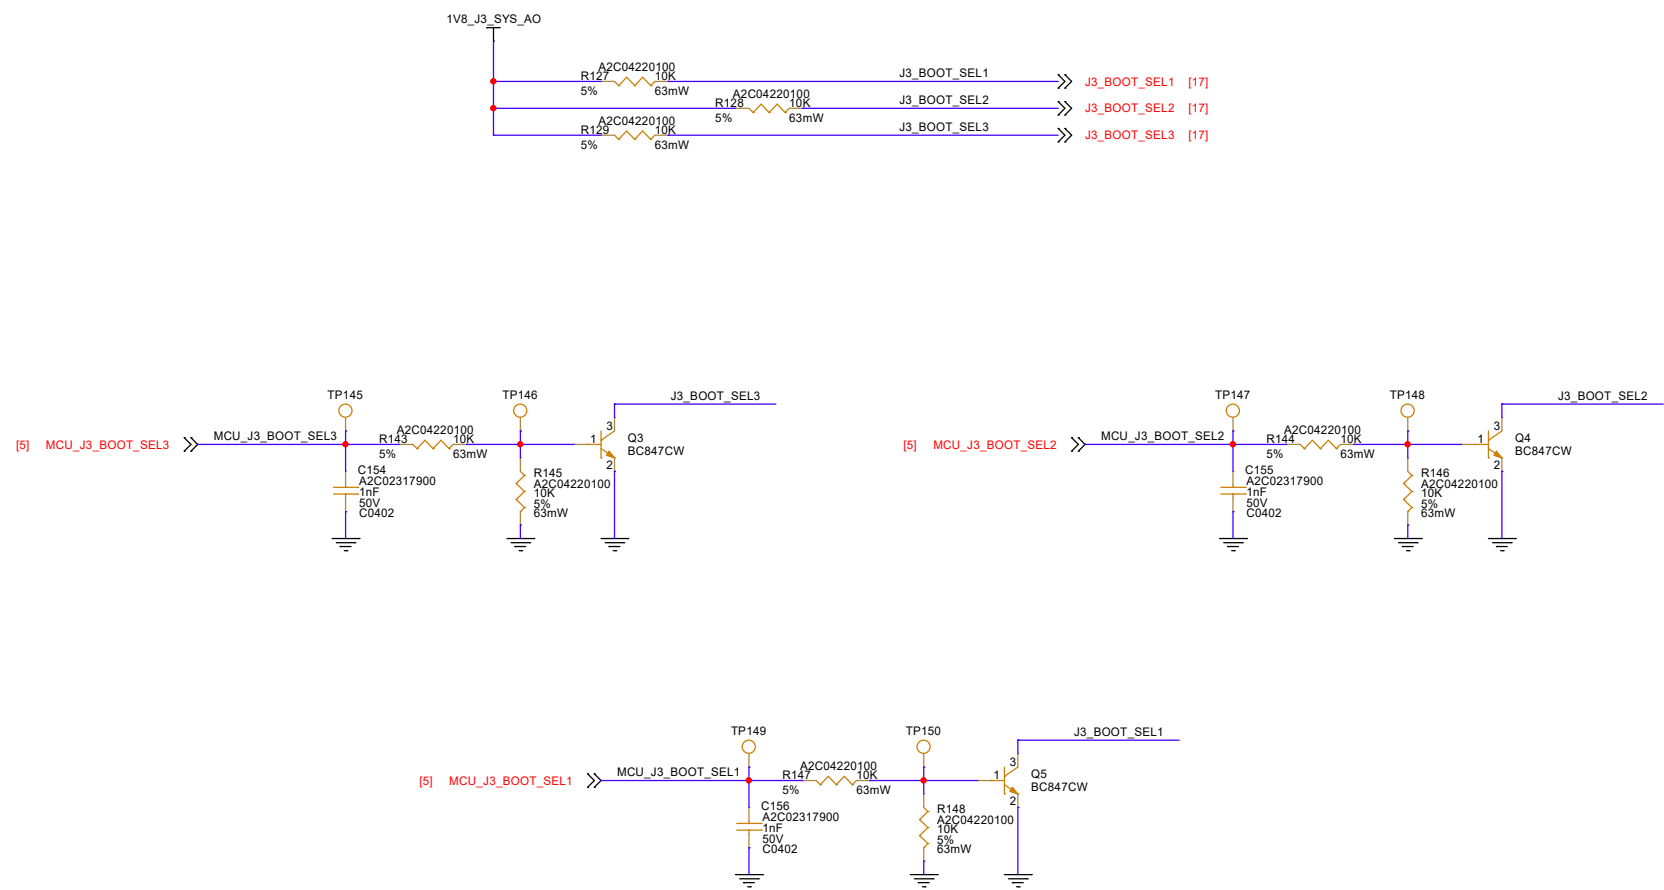 1V8_J3_SYS_AO
A2C04220100
R127 10K
5% 63mW
J3_BOOT_SEL1
J3_BOOT_SEL1 [17]
A2C04220100
R128 10K
5% 63mW
J3_BOOT_SEL2
J3_BOOT_SEL2 [17]
A2C04220100
R129 10K
5% 63mW
J3_BOOT_SEL3
J3_BOOT_SEL3 [17]
TP145
TP146
J3_BOOT_SEL3
[5] MCU_J3_BOOT_SEL3
MCU_J3_BOOT_SEL3
A2C04220100
R143 10K
5% 63mW
3
1
2
Q3
BC847CW
C154
A2C02317900
1nF
50V
C0402
R145
A2C04220100
10K
5%
63mW
TP147
TP148
J3_BOOT_SEL2
[5] MCU_J3_BOOT_SEL2
MCU_J3_BOOT_SEL2
A2C04220100
R144 10K
5% 63mW
3
1
2
Q4
BC847CW
C155
A2C02317900
1nF
50V
C0402
R146
A2C04220100
10K
5%
63mW
TP149
TP150
J3_BOOT_SEL1
[5] MCU_J3_BOOT_SEL1
MCU_J3_BOOT_SEL1
A2C04220100
R147 10K
5% 63mW
3
1
2
Q5
BC847CW
C156
A2C02317900
1nF
50V
C0402
R148
A2C04220100
10K
5%
63mW